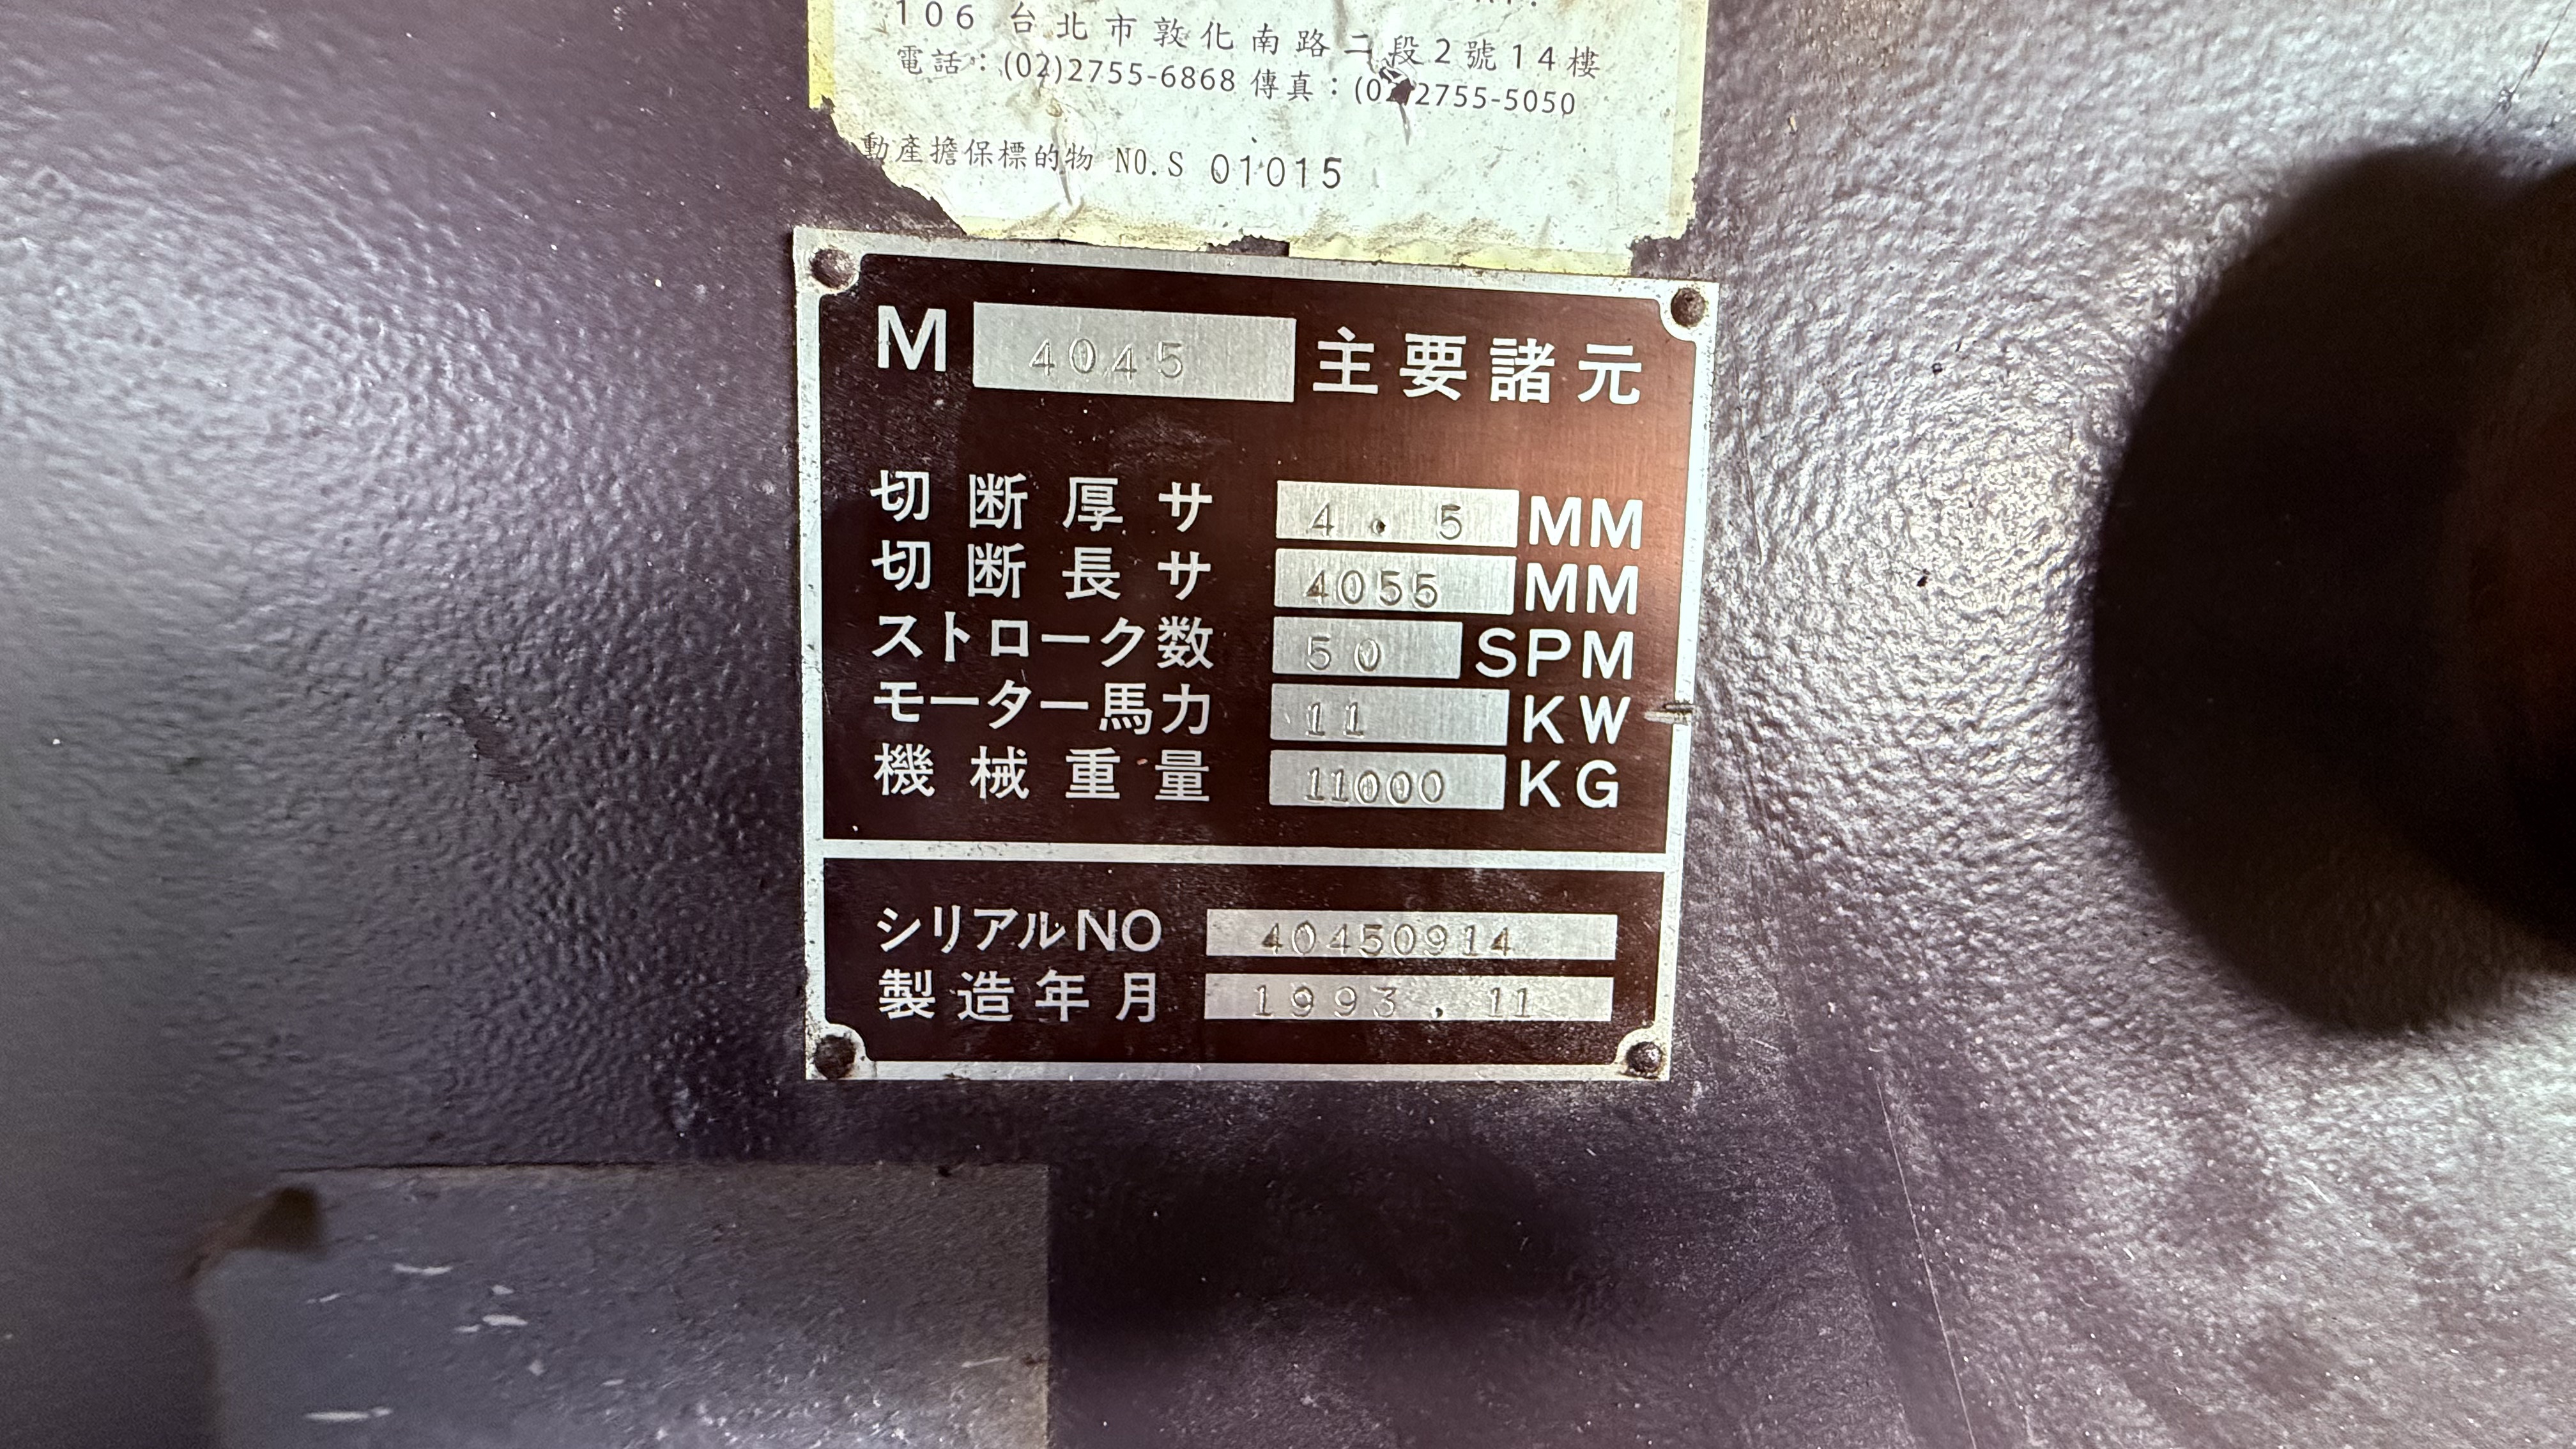 106 台北市敦化南路二段2號14樓
電話：(02)2755-6868 傳真：(02)2755-5050
動產擔保標的物 NO.S 01015
M 4045 主要諸元
切断厚サ 4.5 MM
切断長サ 4055 MM
ストローク数 50 SPM
モーター馬力 11 KW
機械重量 11000 KG
シリアルNO 40450914
製造年月 1993.11